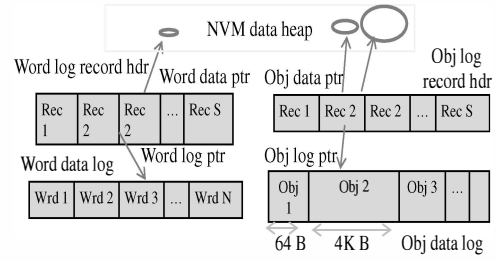 NVM data heap
Word log record hdr
Word data ptr
Rec 1
Rec 2
Rec 2
...
Rec S
Word log ptr
Word data log
Wrd 1
Wrd 2
Wrd 3
...
Wrd N
Obj data ptr
Obj log record hdr
Rec 1
Rec 2
Rec 2
...
Rec S
Obj log ptr
Obj 1
Obj 2
Obj 3
...
64 B
4K B
Obj data log